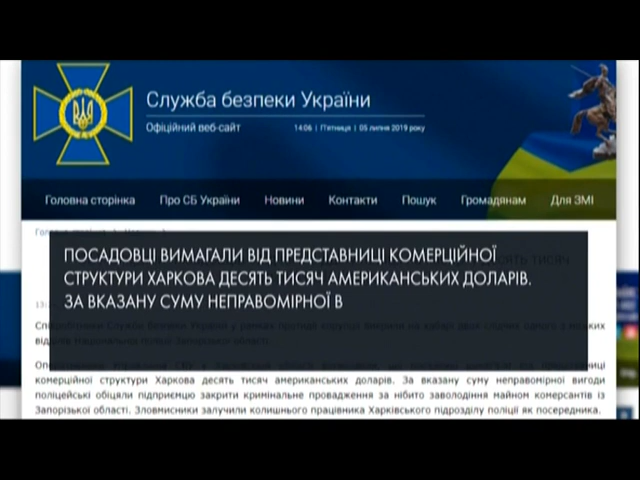 Служба безпеки України
Офіційний веб-сайт
14:06 | П'ятниця | 05 липня 2019 року
Головна сторінка Про СБ України Новини Контакти Пошук Громадянам Для ЗМІ
ПОСАДОВЦІ ВИМАГАЛИ ВІД ПРЕДСТАВНИЦІ КОМЕРЦІЙНОЇ
СТРУКТУРИ ХАРКОВА ДЕСЯТЬ ТИСЯЧ АМЕРИКАНСЬКИХ ДОЛАРІВ.
ЗА ВКАЗАНУ СУМУ НЕПРАВОМІРНОЇ В
комерційної структури Харкова десять тисяч американських доларів. За вказану суму неправомірної вигоди
поліцейські обіцяли підприємцю закрити кримінальне провадження за нібито заволодіння майном комерсантів із
Запорізької області. Зловмисники залучили колишнього працівника Харківського підрозділу поліції як посередника.